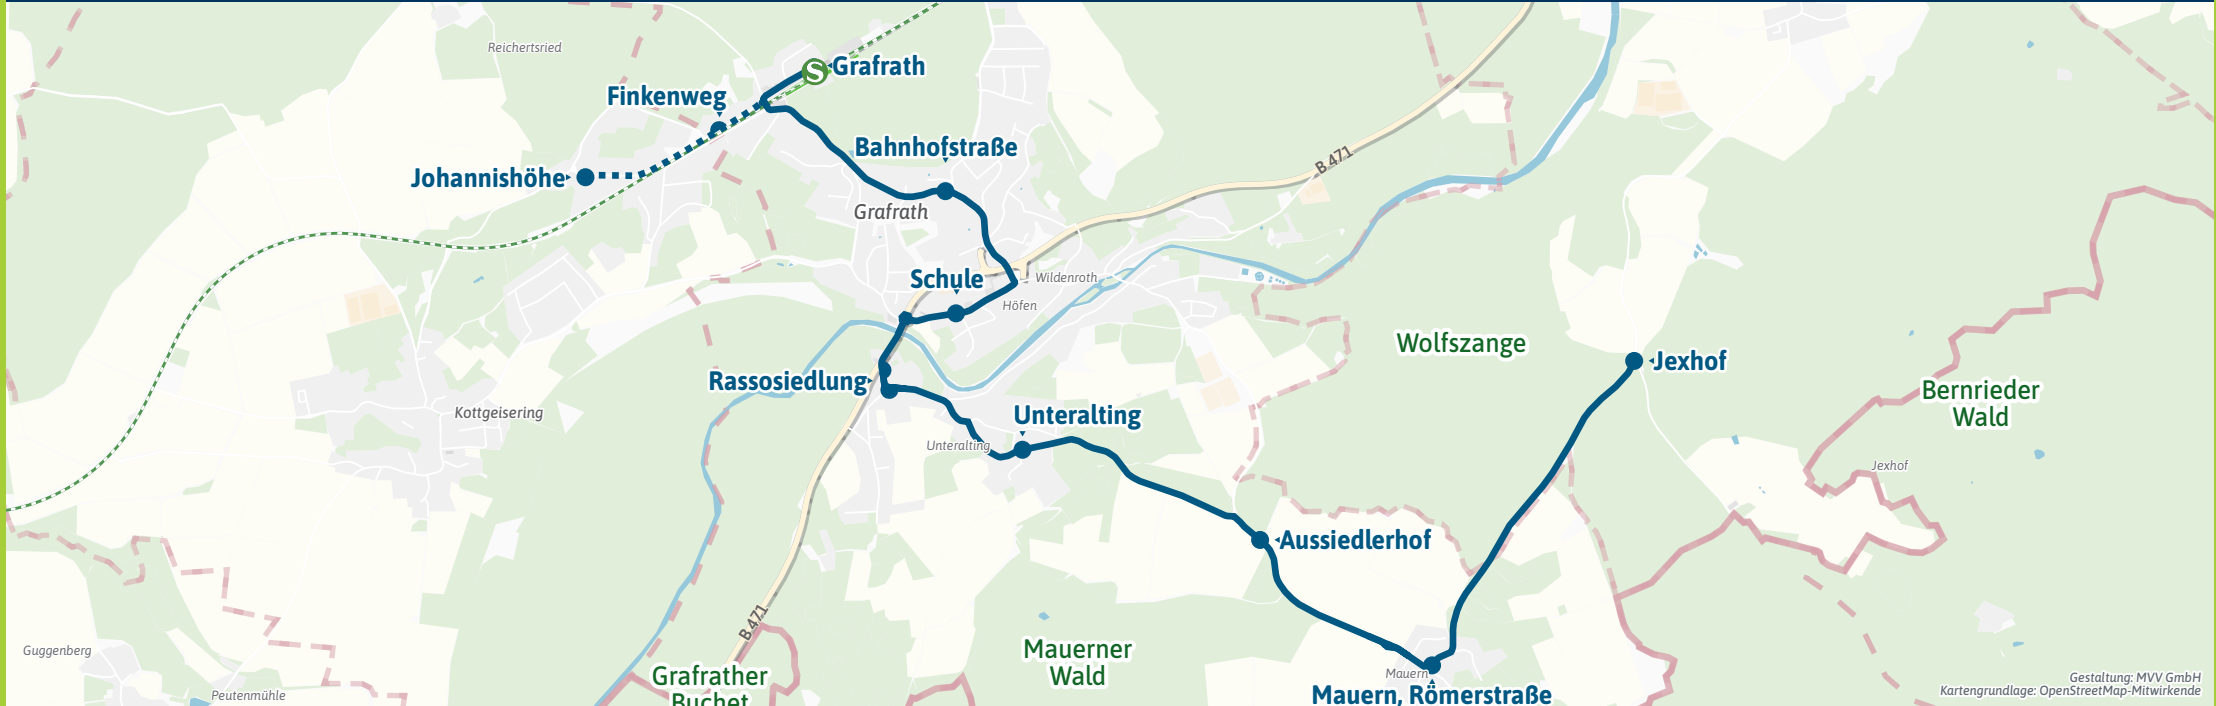 Reichertsried
S Grafrath
Finkenweg
B 471
Bahnhofstraße
Johannishöhe
Grafrath
Schule
Wildenroth
Höfen
Wolfszange
Jexhof
Rassosiedlung
Bernrieder
Wald
Kottgeisering
Unteralting
Unteralting
Jexhof
Aussiedlerhof
B 471
Guggenberg
Mauerner
Wald
Grafrather
Buchet
Mauern
Peutenmühle
Mauern, Römerstraße
Gestaltung: MVV GmbH
Kartengrundlage: OpenStreetMap-Mitwirkende